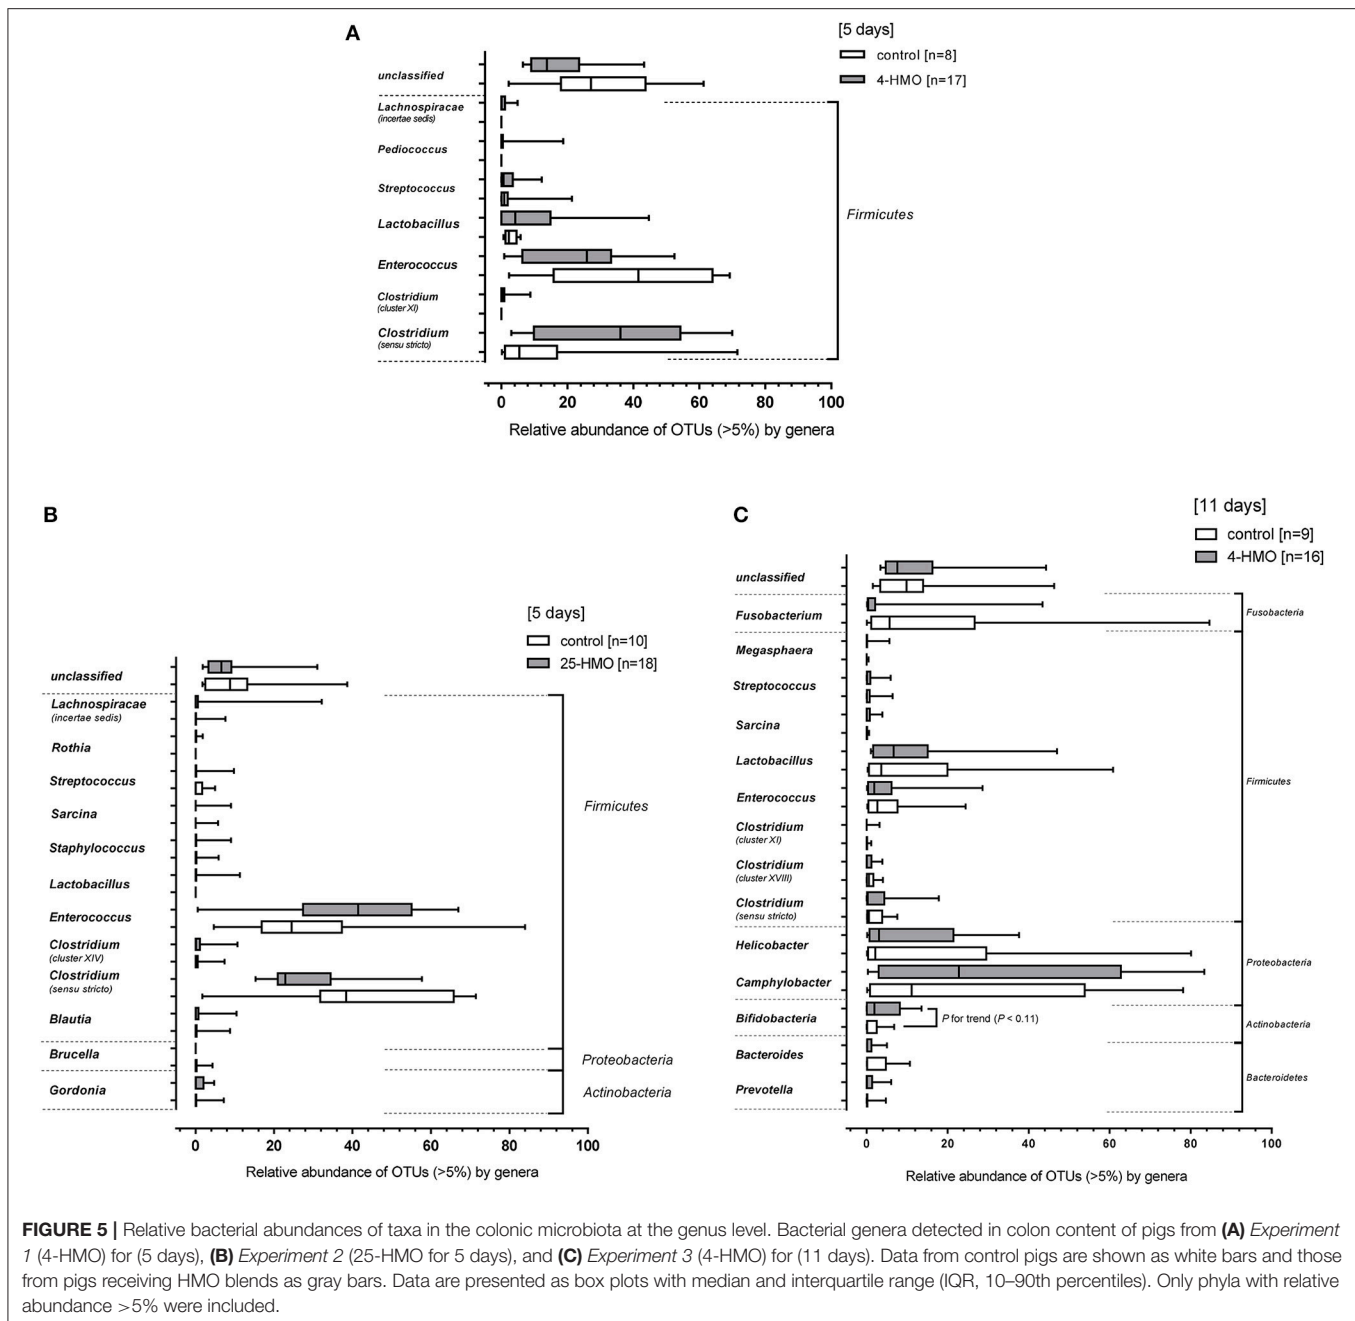 A
[5 days]
control [n=8]
4-HMO [n=17]
unclassified
Lachnospiracae
(incertae sedis)
Pediococcus
Streptococcus
Lactobacillus
Enterococcus
Clostridium
(cluster XI)
Clostridium
(sensu stricto)
Firmicutes
0 20 40 60 80 100
Relative abundance of OTUs (>5%) by genera
B
[5 days]
control [n=10]
25-HMO [n=18]
unclassified
Lachnospiracae
(incertae sedis)
Rothia
Streptococcus
Sarcina
Staphylococcus
Lactobacillus
Enterococcus
Clostridium
(cluster XIV)
Clostridium
(sensu stricto)
Blautia
Brucella
Gordonia
Firmicutes
Proteobacteria
Actinobacteria
0 20 40 60 80 100
Relative abundance of OTUs (>5%) by genera
C
[11 days]
control [n=9]
4-HMO [n=16]
unclassified
Fusobacterium
Megasphaera
Streptococcus
Sarcina
Lactobacillus
Enterococcus
Clostridium
(cluster XI)
Clostridium
(cluster XVIII)
Clostridium
(sensu stricto)
Helicobacter
Camphylobacter
Bifidobacteria
Bacteroides
Prevotella
P for trend (P < 0.11)
Fusobacteria
Firmicutes
Proteobacteria
Actinobacteria
Bacteroidetes
0 20 40 60 80 100
Relative abundance of OTUs (>5%) by genera
FIGURE 5 | Relative bacterial abundances of taxa in the colonic microbiota at the genus level. Bacterial genera detected in colon content of pigs from (A) Experiment
1 (4-HMO) for (5 days), (B) Experiment 2 (25-HMO for 5 days), and (C) Experiment 3 (4-HMO) for (11 days). Data from control pigs are shown as white bars and those
from pigs receiving HMO blends as gray bars. Data are presented as box plots with median and interquartile range (IQR, 10–90th percentiles). Only phyla with relative
abundance >5% were included.